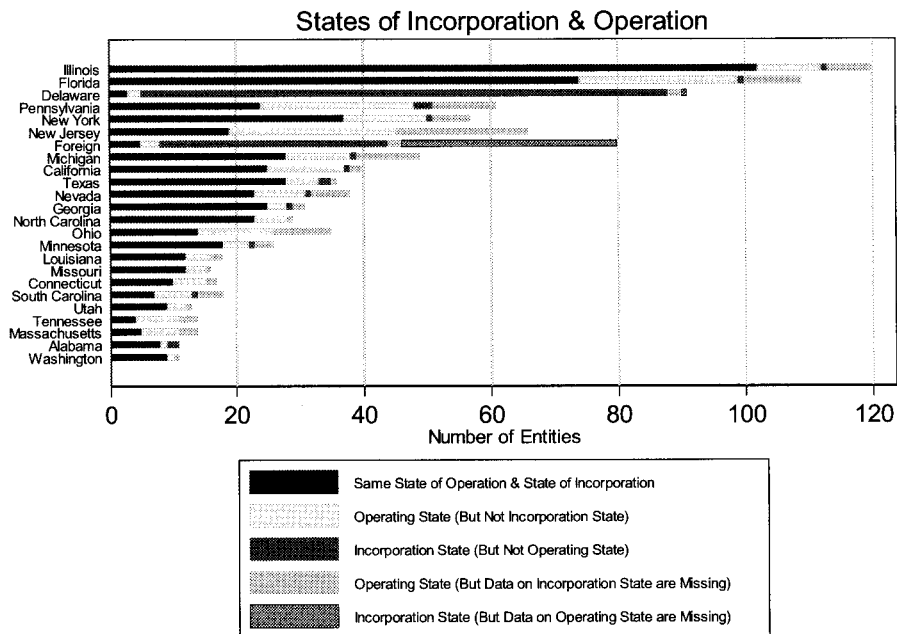 States of Incorporation & Operation
Illinois
Florida
Delaware
Pennsylvania
New York
New Jersey
Foreign
Michigan
California
Texas
Nevada
Georgia
North Carolina
Ohio
Minnesota
Louisiana
Missouri
Connecticut
South Carolina
Utah
Tennessee
Massachusetts
Alabama
Washington
0 20 40 60 80 100 120
Number of Entities
Same State of Operation & State of Incorporation
Operating State (But Not Incorporation State)
Incorporation State (But Not Operating State)
Operating State (But Data on Incorporation State are Missing)
Incorporation State (But Data on Operating State are Missing)